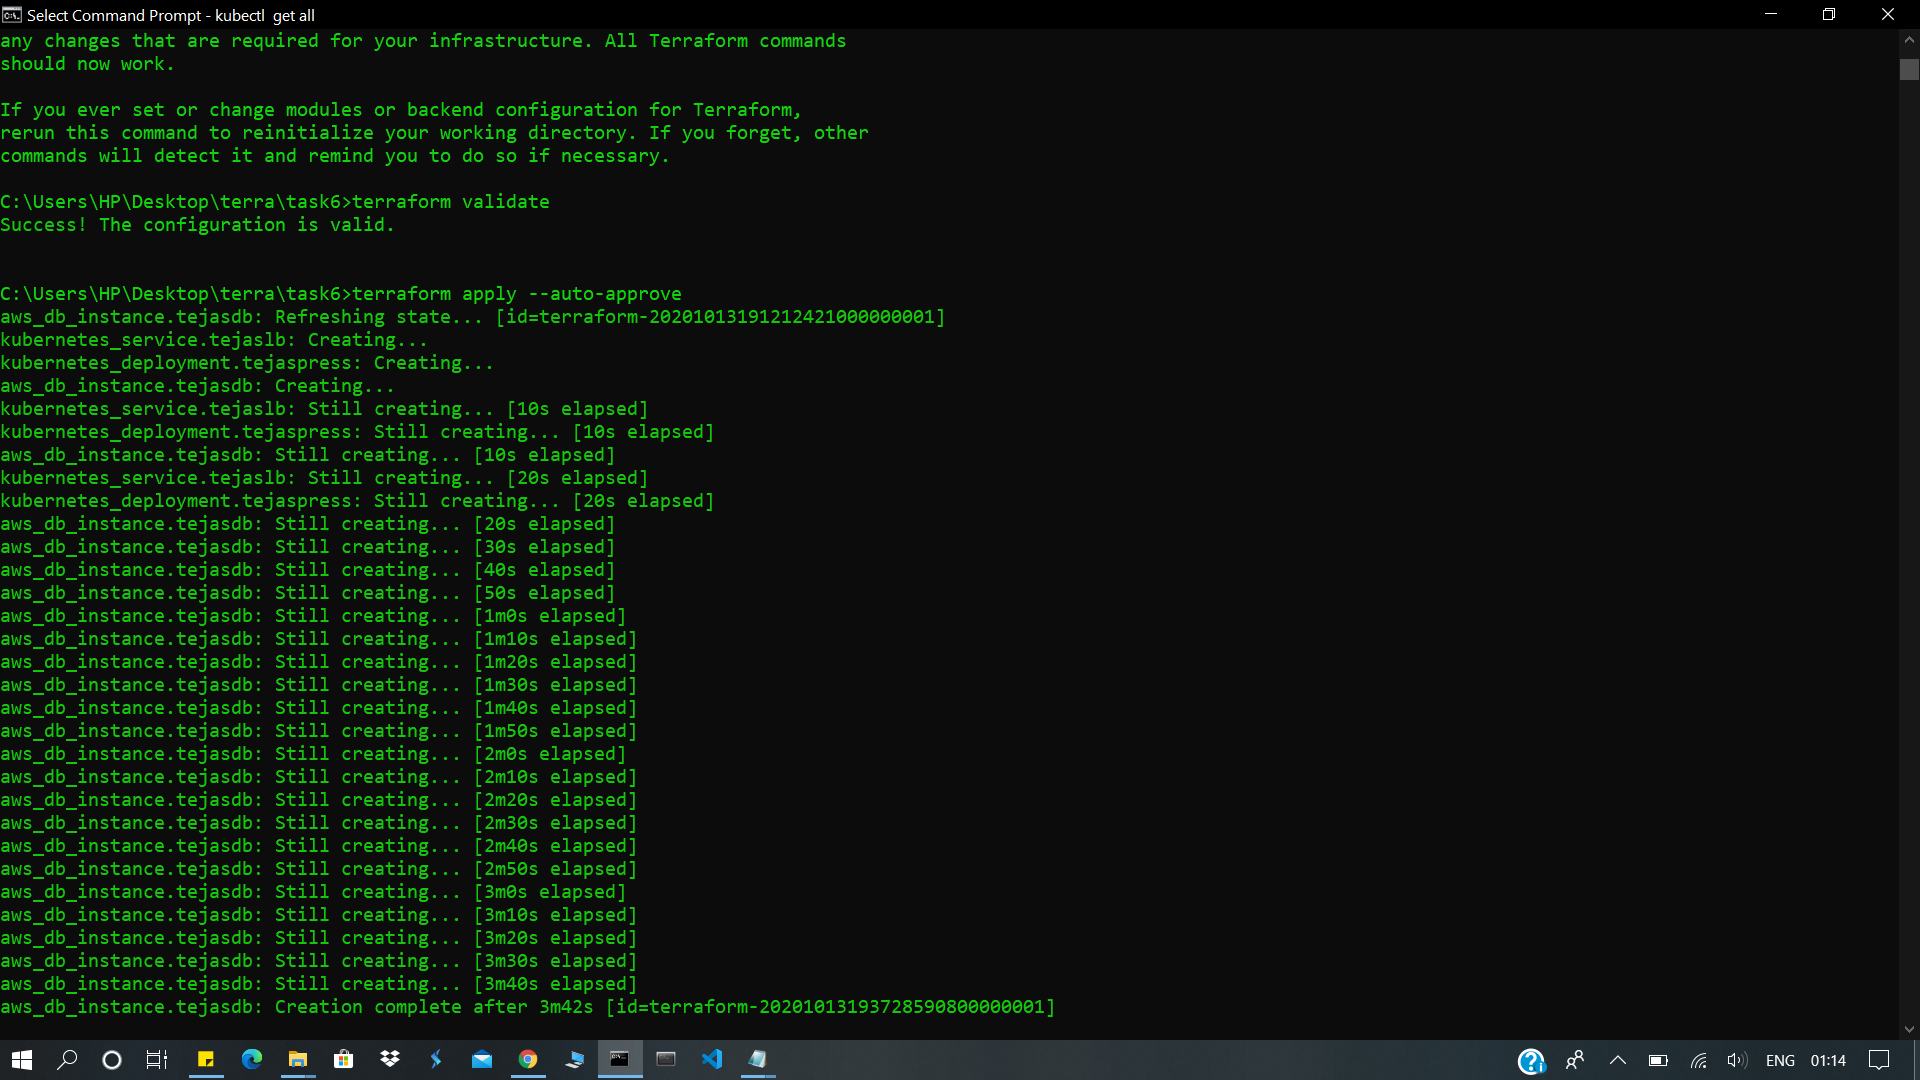 Select Command Prompt - kubectl  get all
any changes that are required for your infrastructure. All Terraform commands
should now work.
If you ever set or change modules or backend configuration for Terraform,
rerun this command to reinitialize your working directory. If you forget, other
commands will detect it and remind you to do so if necessary.
C:\Users\HP\Desktop\terra\task6>terraform validate
Success! The configuration is valid.
C:\Users\HP\Desktop\terra\task6>terraform apply --auto-approve
aws_db_instance.tejasdb: Refreshing state... [id=terraform-20201013191212421000000001]
kubernetes_service.tejaslb: Creating...
kubernetes_deployment.tejaspress: Creating...
aws_db_instance.tejasdb: Creating...
kubernetes_service.tejaslb: Still creating... [10s elapsed]
kubernetes_deployment.tejaspress: Still creating... [10s elapsed]
aws_db_instance.tejasdb: Still creating... [10s elapsed]
kubernetes_service.tejaslb: Still creating... [20s elapsed]
kubernetes_deployment.tejaspress: Still creating... [20s elapsed]
aws_db_instance.tejasdb: Still creating... [20s elapsed]
aws_db_instance.tejasdb: Still creating... [30s elapsed]
aws_db_instance.tejasdb: Still creating... [40s elapsed]
aws_db_instance.tejasdb: Still creating... [50s elapsed]
aws_db_instance.tejasdb: Still creating... [1m0s elapsed]
aws_db_instance.tejasdb: Still creating... [1m10s elapsed]
aws_db_instance.tejasdb: Still creating... [1m20s elapsed]
aws_db_instance.tejasdb: Still creating... [1m30s elapsed]
aws_db_instance.tejasdb: Still creating... [1m40s elapsed]
aws_db_instance.tejasdb: Still creating... [1m50s elapsed]
aws_db_instance.tejasdb: Still creating... [2m0s elapsed]
aws_db_instance.tejasdb: Still creating... [2m10s elapsed]
aws_db_instance.tejasdb: Still creating... [2m20s elapsed]
aws_db_instance.tejasdb: Still creating... [2m30s elapsed]
aws_db_instance.tejasdb: Still creating... [2m40s elapsed]
aws_db_instance.tejasdb: Still creating... [2m50s elapsed]
aws_db_instance.tejasdb: Still creating... [3m0s elapsed]
aws_db_instance.tejasdb: Still creating... [3m10s elapsed]
aws_db_instance.tejasdb: Still creating... [3m20s elapsed]
aws_db_instance.tejasdb: Still creating... [3m30s elapsed]
aws_db_instance.tejasdb: Still creating... [3m40s elapsed]
aws_db_instance.tejasdb: Creation complete after 3m42s [id=terraform-20201013193728590800000001]
ENG 01:14